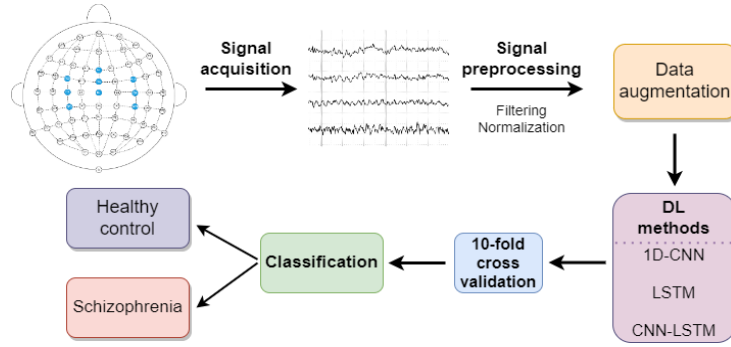 Signal
acquisition
Signal
preprocessing
Filtering
Normalization
Data
augmentation
DL
methods
1D-CNN
LSTM
CNN-LSTM
10-fold
cross
validation
Classification
Healthy
control
Schizophrenia